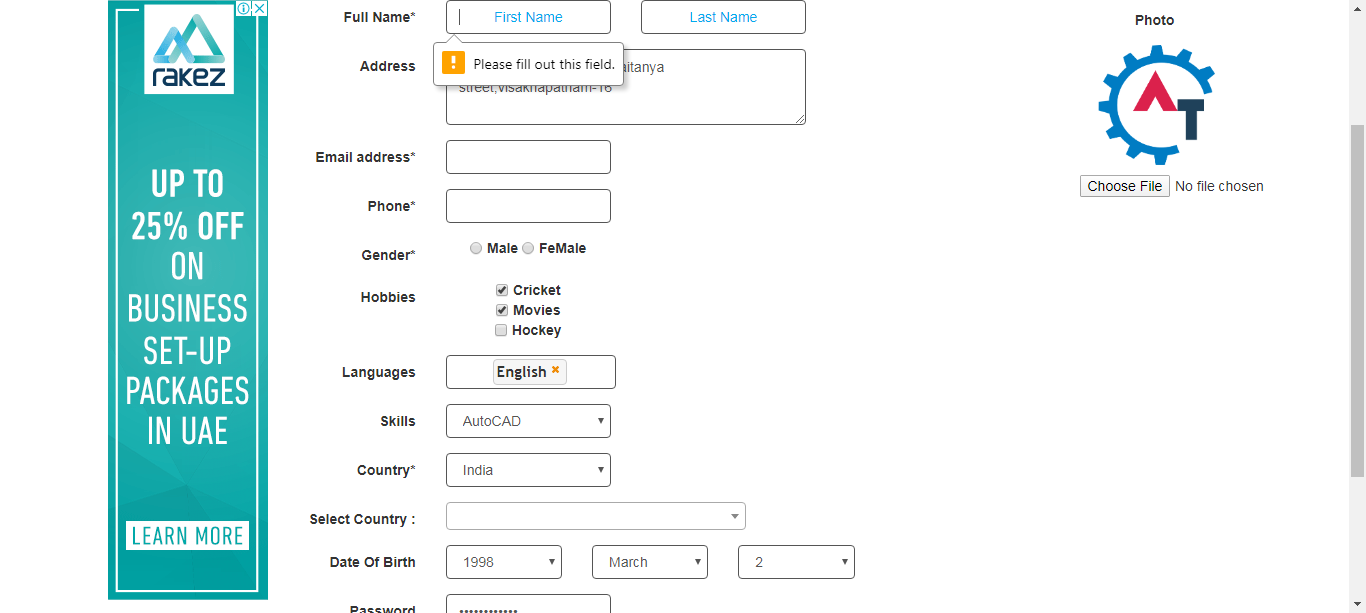 rakez
UP TO
25% OFF
ON
BUSINESS
SET-UP
PACKAGES
IN UAE
LEARN MORE
Full Name* First Name Last Name
Please fill out this field.
Address
street,visakhapatnam-16
Email address*
Phone*
Gender* Male FeMale
Hobbies Cricket
Movies
Hockey
Languages English
Skills AutoCAD
Country* India
Select Country :
Date Of Birth 1998 March 2
Password ••••••••••••
Photo
AT
Choose File No file chosen